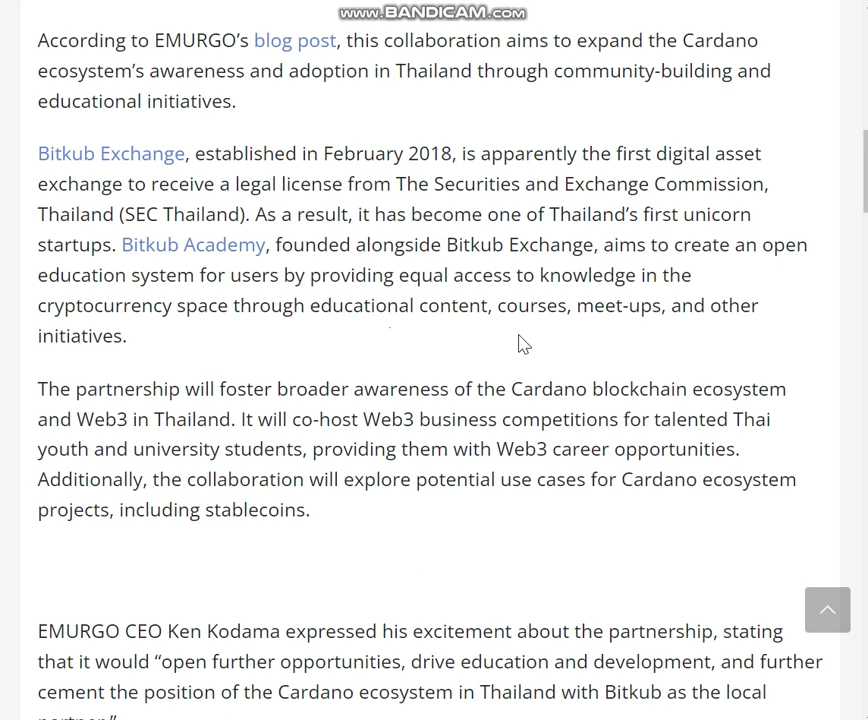 www.BANDICAM.com
According to EMURGO’s blog post, this collaboration aims to expand the Cardano
ecosystem’s awareness and adoption in Thailand through community-building and
educational initiatives.
Bitkub Exchange, established in February 2018, is apparently the first digital asset
exchange to receive a legal license from The Securities and Exchange Commission,
Thailand (SEC Thailand). As a result, it has become one of Thailand’s first unicorn
startups. Bitkub Academy, founded alongside Bitkub Exchange, aims to create an open
education system for users by providing equal access to knowledge in the
cryptocurrency space through educational content, courses, meet-ups, and other
initiatives.
The partnership will foster broader awareness of the Cardano blockchain ecosystem
and Web3 in Thailand. It will co-host Web3 business competitions for talented Thai
youth and university students, providing them with Web3 career opportunities.
Additionally, the collaboration will explore potential use cases for Cardano ecosystem
projects, including stablecoins.
EMURGO CEO Ken Kodama expressed his excitement about the partnership, stating
that it would “open further opportunities, drive education and development, and further
cement the position of the Cardano ecosystem in Thailand with Bitkub as the local